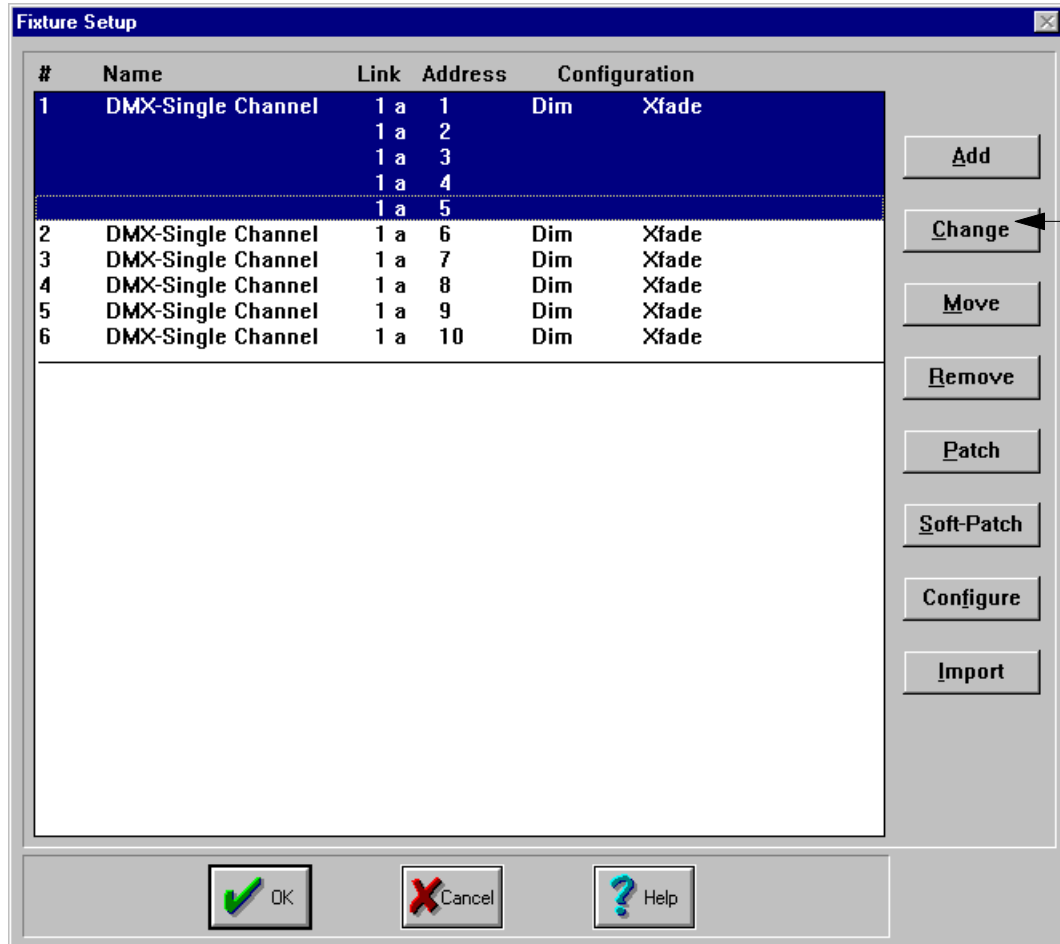 Fixture Setup
# Name Link Address Configuration
1 DMX-Single Channel 1 a 1 Dim Xfade
1 a 2
1 a 3
1 a 4
1 a 5
2 DMX-Single Channel 1 a 6 Dim Xfade
3 DMX-Single Channel 1 a 7 Dim Xfade
4 DMX-Single Channel 1 a 8 Dim Xfade
5 DMX-Single Channel 1 a 9 Dim Xfade
6 DMX-Single Channel 1 a 10 Dim Xfade
Add
Change
Move
Remove
Patch
Soft-Patch
Configure
Import
OK Cancel Help